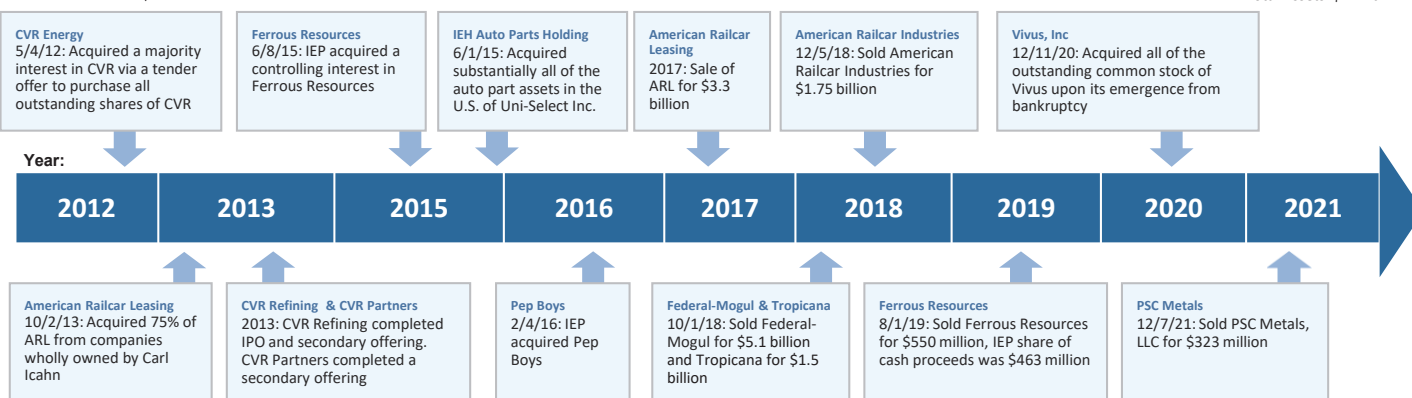 CVR Energy
5/4/12: Acquired a majority
interest in CVR via a tender
offer to purchase all
outstanding shares of CVR
Ferrous Resources
6/8/15: IEP acquired a
controlling interest in
Ferrous Resources
IEH Auto Parts Holding
6/1/15: Acquired
substantially all of the
auto part assets in the
U.S. of Uni-Select Inc.
American Railcar
Leasing
2017: Sale of
ARL for $3.3
billion
American Railcar Industries
12/5/18: Sold American
Railcar Industries for
$1.75 billion
Vivus, Inc
12/11/20: Acquired all of the
outstanding common stock of
Vivus upon its emergence from
bankruptcy
Year:
2012 2013 2015 2016 2017 2018 2019 2020 2021
American Railcar Leasing
10/2/13: Acquired 75% of
ARL from companies
wholly owned by Carl
Icahn
CVR Refining & CVR Partners
2013: CVR Refining completed
IPO and secondary offering.
CVR Partners completed a
secondary offering
Pep Boys
2/4/16: IEP
acquired Pep
Boys
Federal-Mogul & Tropicana
10/1/18: Sold Federal-
Mogul for $5.1 billion
and Tropicana for $1.5
billion
Ferrous Resources
8/1/19: Sold Ferrous Resources
for $550 million, IEP share of
cash proceeds was $463 million
PSC Metals
12/7/21: Sold PSC Metals,
LLC for $323 million